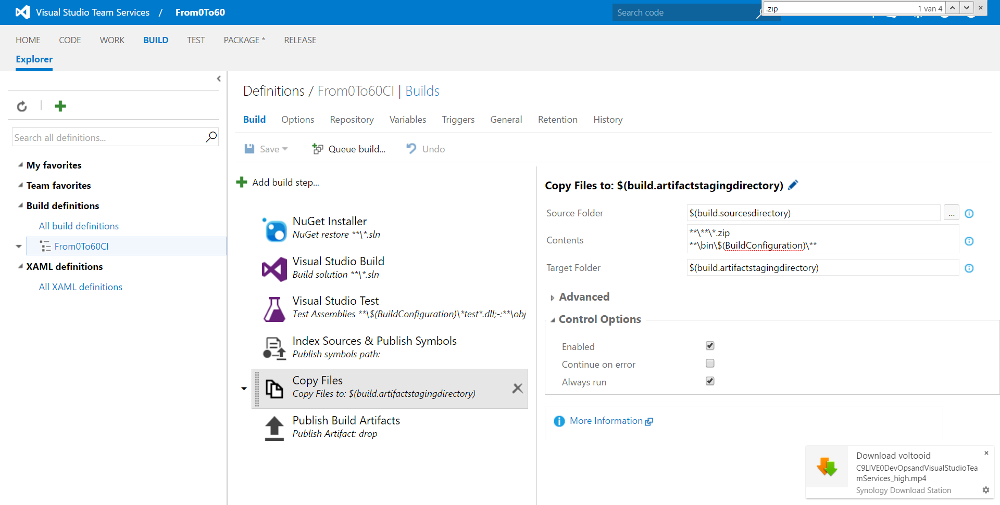 Visual Studio Team Services / From0To60
Search code
.zip 1 van 4
HOME CODE WORK BUILD TEST PACKAGE * RELEASE
Explorer
Search all definitions...
My favorites
Team favorites
Build definitions
All build definitions
From0To60CI
XAML definitions
All XAML definitions
Definitions / From0To60CI | Builds
Build Options Repository Variables Triggers General Retention History
Save Queue build... Undo
Add build step...
NuGet Installer
NuGet restore **\*.sln
Visual Studio Build
Build solution **\*.sln
Visual Studio Test
Test Assemblies **\$(BuildConfiguration)\*test*.dll;-:**\obj
Index Sources & Publish Symbols
Publish symbols path:
Copy Files
Copy Files to: $(build.artifactstagingdirectory)
Publish Build Artifacts
Publish Artifact: drop
Copy Files to: $(build.artifactstagingdirectory)
Source Folder $(build.sourcesdirectory) ...
Contents
**\**\*.zip
**\bin\$(BuildConfiguration)\**
Target Folder $(build.artifactstagingdirectory)
Advanced
Control Options
Enabled
Continue on error
Always run
More Information
Download voltooid
C9LIVE0DevOpsandVisualStudioTea
mServices_high.mp4
Synology Download Station